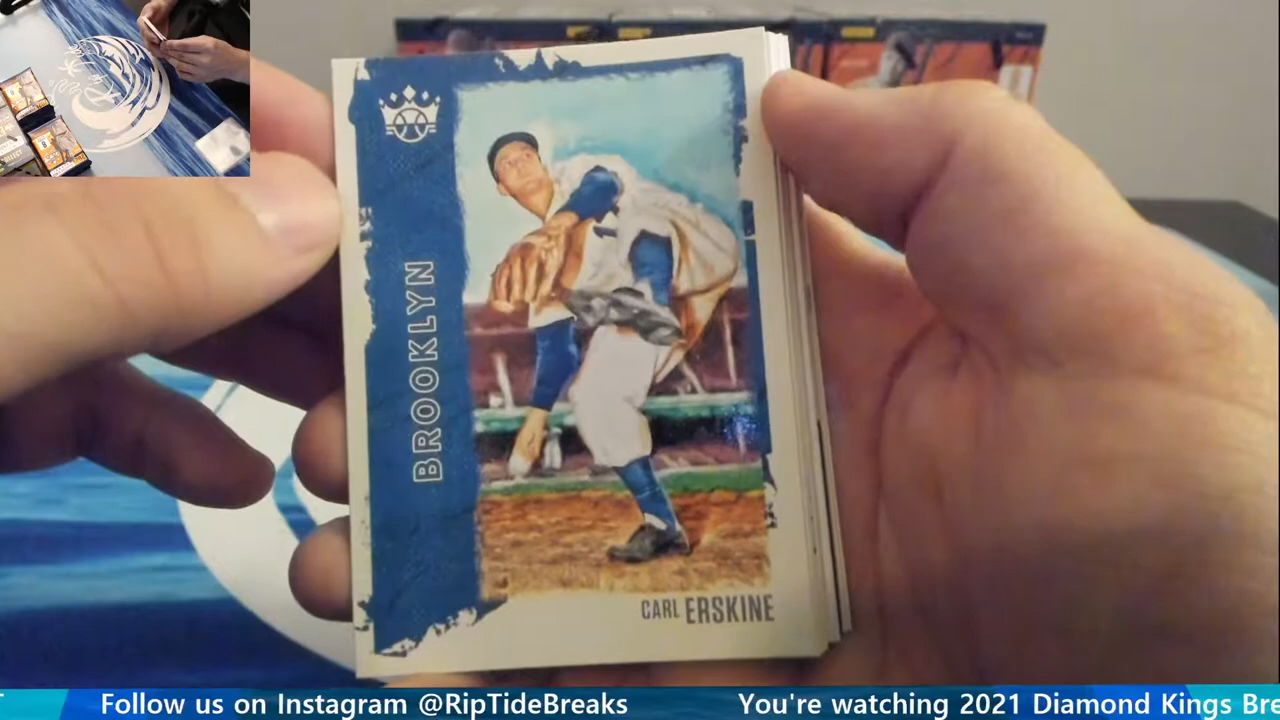 BROOKLYN
CARL ERSKINE
T Follow us on Instagram @RipTideBreaks You're watching 2021 Diamond Kings Bre